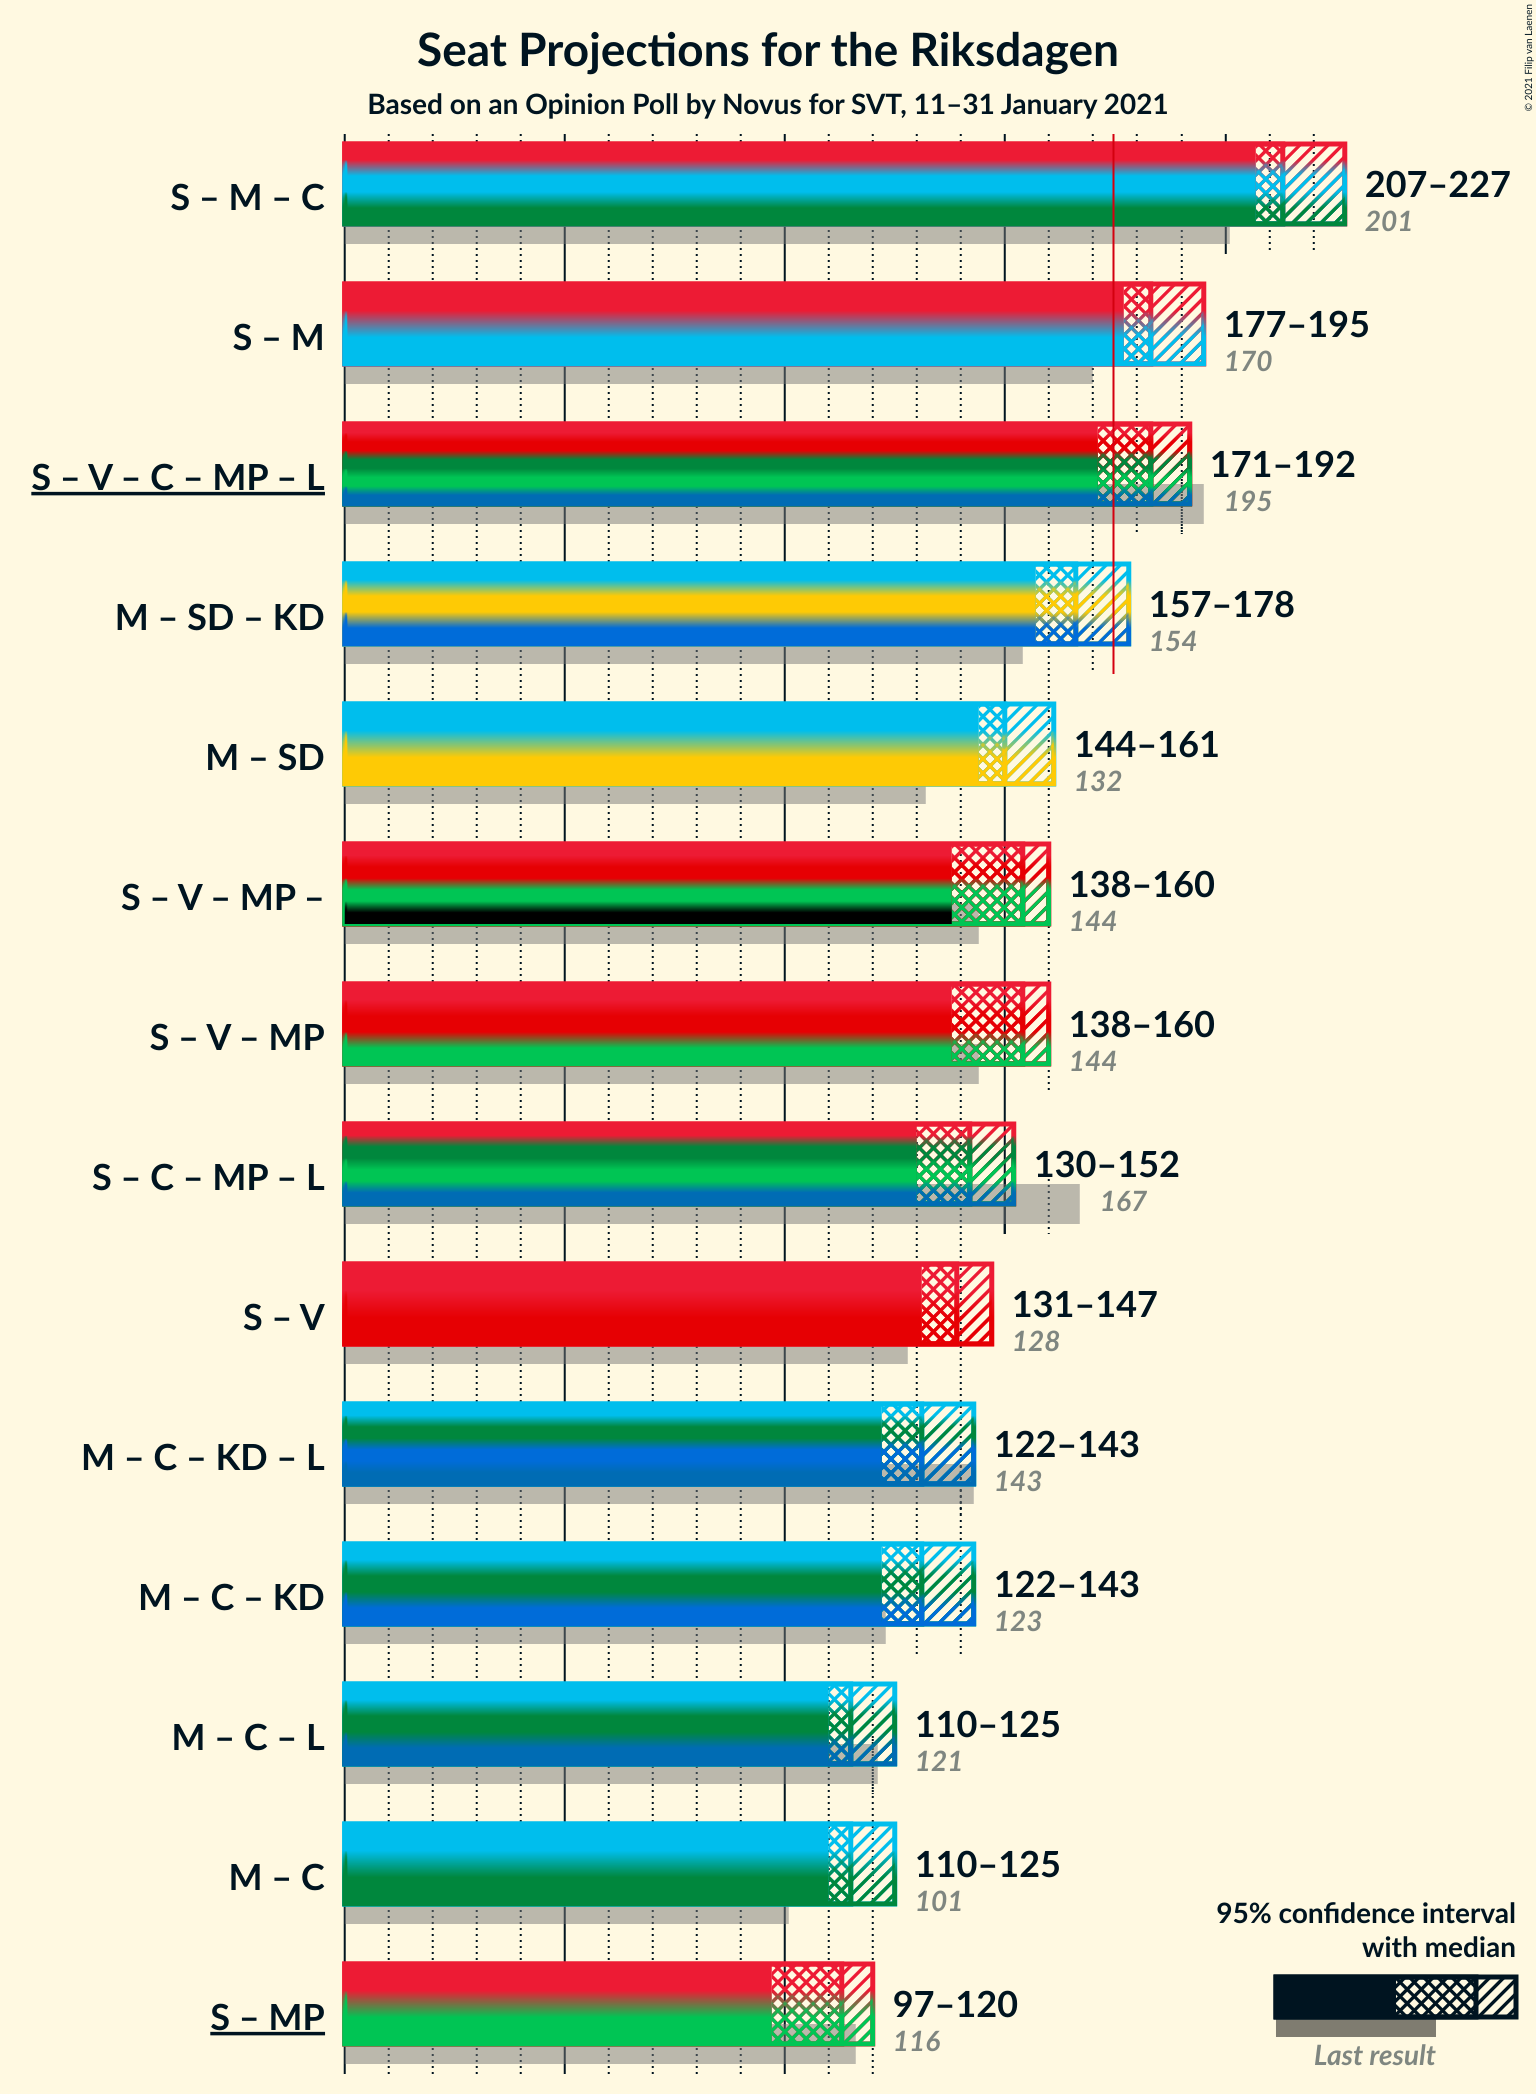 Seat Projections for the Riksdagen
Based on an Opinion Poll by Novus for SVT, 11–31 January 2021
© 2021 Filip van Laenen
S – M – C
207–227
201
S – M
177–195
170
S – V – C – MP – L
171–192
195
M – SD – KD
157–178
154
M – SD
144–161
132
S – V – MP –
138–160
144
S – V – MP
138–160
144
S – C – MP – L
130–152
167
S – V
131–147
128
M – C – KD – L
122–143
143
M – C – KD
122–143
123
M – C – L
110–125
121
M – C
110–125
101
S – MP
97–120
116
95% confidence interval
with median
Last result